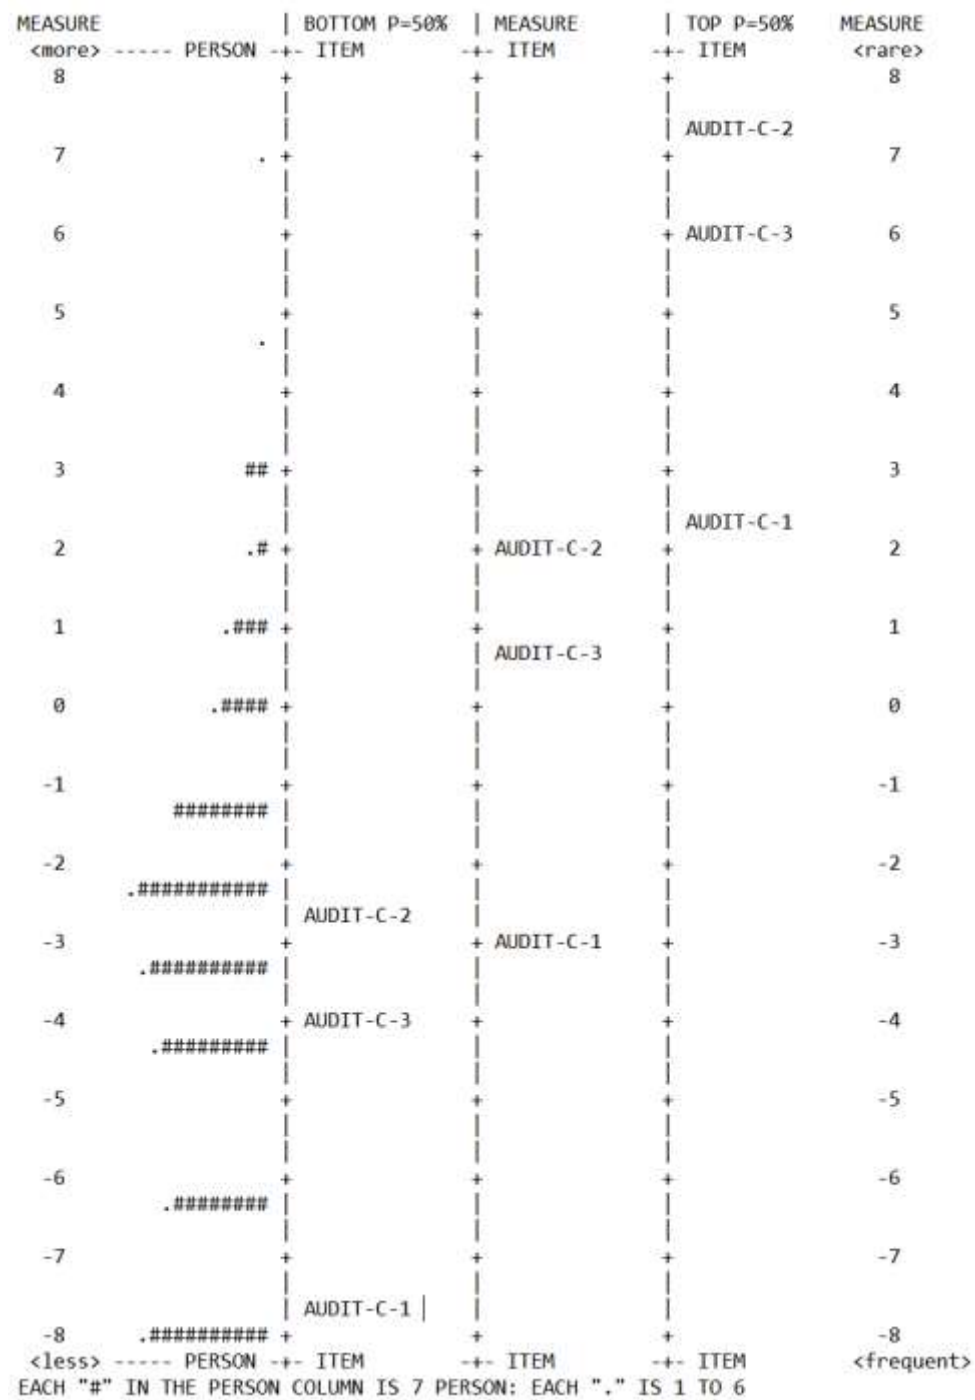 MEASURE | BOTTOM P=50% | MEASURE | TOP P=50% MEASURE
<more> ----- PERSON -+- ITEM -+- ITEM -+- ITEM <rare>
8 + + + 8
| | |
| | | AUDIT-C-2
7 . + + + 7
| | |
| | |
6 + + + AUDIT-C-3 6
| | |
| | |
5 + + + 5
. | | |
| | |
4 + + + 4
| | |
| | |
3 ## + + + 3
| | |
| | | AUDIT-C-1
2 .# + + AUDIT-C-2 + 2
| | |
| | |
1 .### + + + 1
| | AUDIT-C-3 |
| | |
0 .#### + + + 0
| | |
| | |
-1 + + + -1
######## | | |
| | |
-2 + + + -2
.########### | | |
| AUDIT-C-2 | |
-3 + + AUDIT-C-1 + -3
.########## | | |
| | |
-4 + AUDIT-C-3 + + -4
.######### | | |
| | |
-5 + + + -5
| | |
| | |
-6 + + + -6
.######## | | |
| | |
-7 + + + -7
| | |
| AUDIT-C-1 | | |
-8 .########## + + + -8
<less> ----- PERSON -+- ITEM -+- ITEM -+- ITEM <frequent>
EACH "#" IN THE PERSON COLUMN IS 7 PERSON: EACH "." IS 1 TO 6